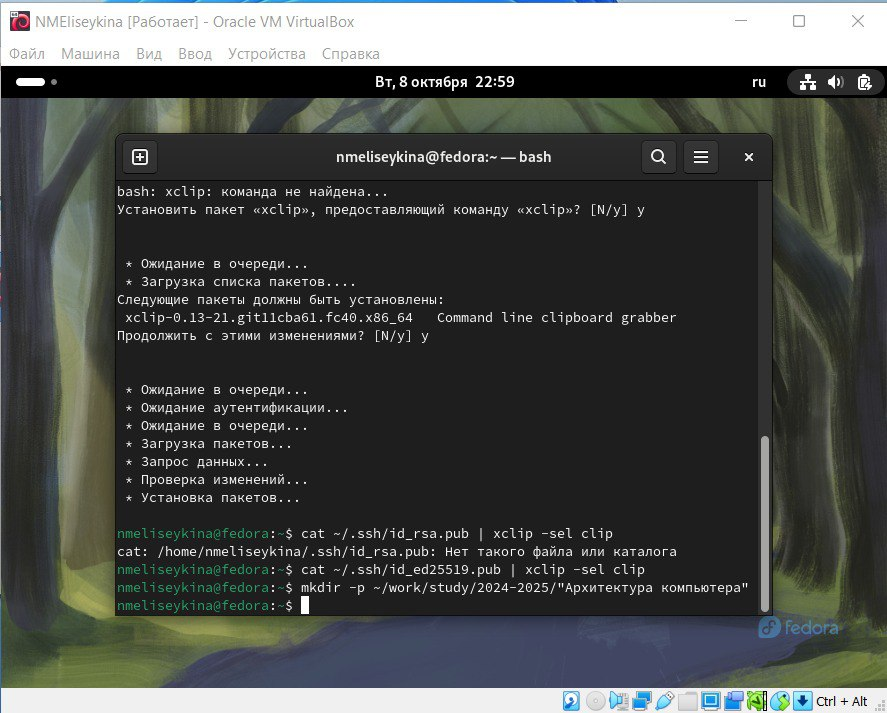 NMEliseykina [Работает] - Oracle VM VirtualBox
Файл Машина Вид Ввод Устройства Справка
Вт, 8 октября 22:59 ru
nmeliseykina@fedora:~ — bash
bash: xclip: команда не найдена...
Установить пакет «xclip», предоставляющий команду «xclip»? [N/y] y
* Ожидание в очереди...
* Загрузка списка пакетов....
Следующие пакеты должны быть установлены:
xclip-0.13-21.git11cba61.fc40.x86_64 Command line clipboard grabber
Продолжить с этими изменениями? [N/y] y
* Ожидание в очереди...
* Ожидание аутентификации...
* Ожидание в очереди...
* Загрузка пакетов...
* Запрос данных...
* Проверка изменений...
* Установка пакетов...
nmeliseykina@fedora:~$ cat ~/.ssh/id_rsa.pub | xclip -sel clip
cat: /home/nmeliseykina/.ssh/id_rsa.pub: Нет такого файла или каталога
nmeliseykina@fedora:~$ cat ~/.ssh/id_ed25519.pub | xclip -sel clip
nmeliseykina@fedora:~$ mkdir -p ~/work/study/2024-2025/"Архитектура компьютера"
nmeliseykina@fedora:~$
fedora
Ctrl + Alt